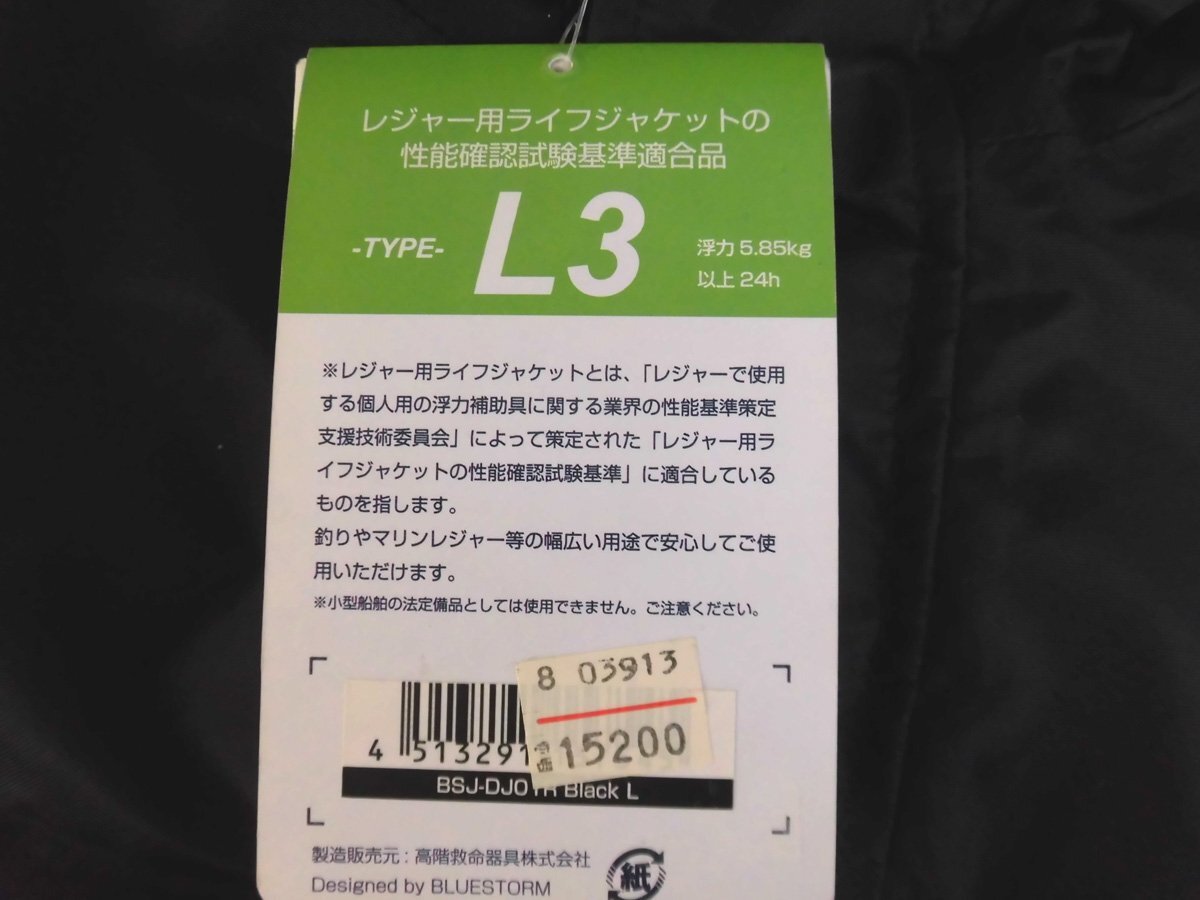 レジャー用ライフジャケットの
性能確認試験基準適合品
-TYPE- L3
浮力5.85kg
以上24h
※レジャー用ライフジャケットとは、「レジャーで使用
する個人用の浮力補助具に関する業界の性能基準策定
支援技術委員会」によって策定された「レジャー用ラ
イフジャケットの性能確認試験基準」に適合している
ものを指します。
釣りやマリンレジャー等の幅広い用途で安心してご使
用いただけます。
※小型船舶の法定備品としては使用できません。ご注意ください。
8 03913
15200
4 513291
Black L
製造販売元:高階救命器具株式会社
Designed by BLUESTORM
紙